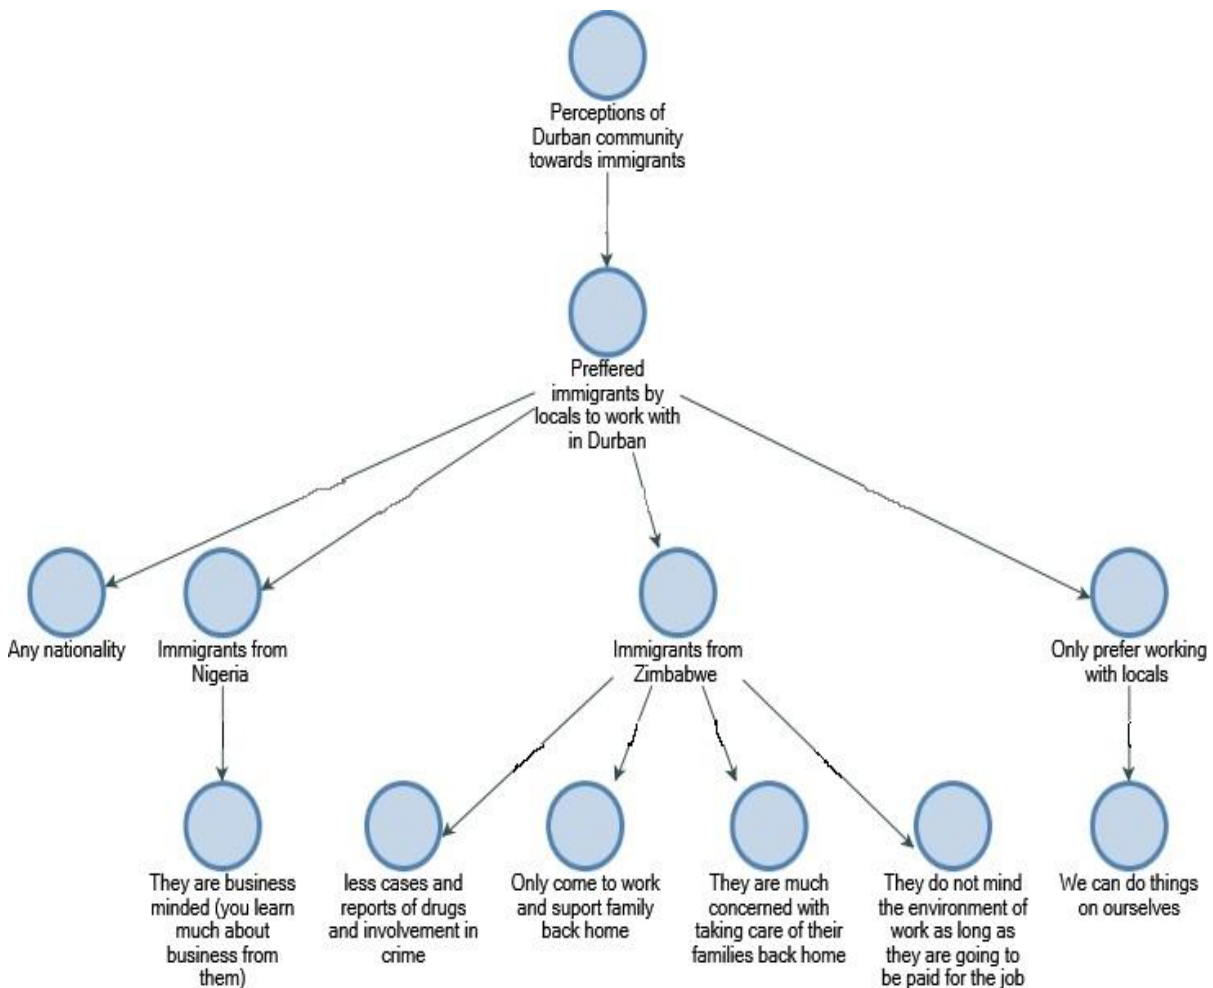 Perceptions of
Durban community
towards immigrants
Preffered
immigrants by
locals to work with
in Durban
Any nationality
Immigrants from
Nigeria
Immigrants from
Zimbabwe
Only prefer working
with locals
They are business
minded (you learn
much about
business from
them)
less cases and
reports of drugs
and involvement in
crime
Only come to work
and suport family
back home
They are much
concerned with
taking care of their
families back home
They do not mind
the environment of
work as long as
they are going to
be paid for the job
We can do things
on ourselves